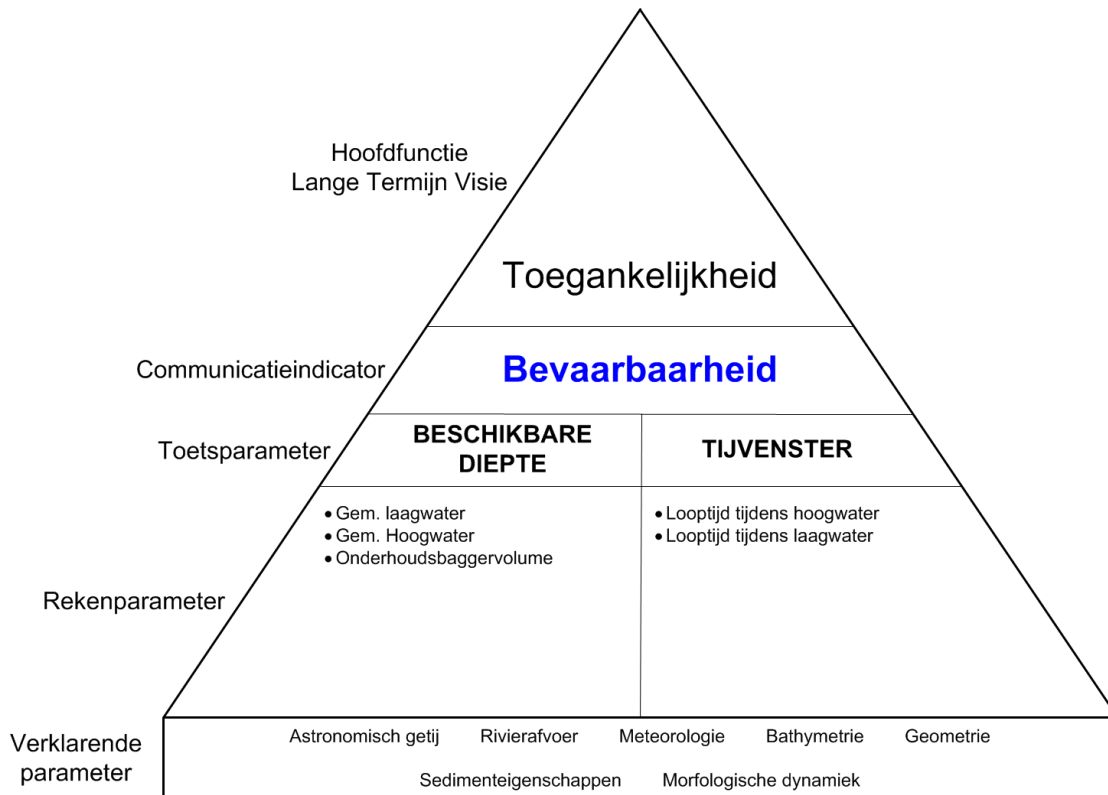 Hoofdfunctie
Lange Termijn Visie
Toegankelijkheid
Communicatieindicator
Bevaarbaarheid
Toetsparameter
BESCHIKBARE
DIEPTE
TIJVENSTER
• Gem. laagwater
• Gem. Hoogwater
• Onderhoudsbaggervolume
• Looptijd tijdens hoogwater
• Looptijd tijdens laagwater
Rekenparameter
Verklarende
parameter
Astronomisch getij Rivierafvoer Meteorologie Bathymetrie Geometrie
Sedimenteigenschappen Morfologische dynamiek